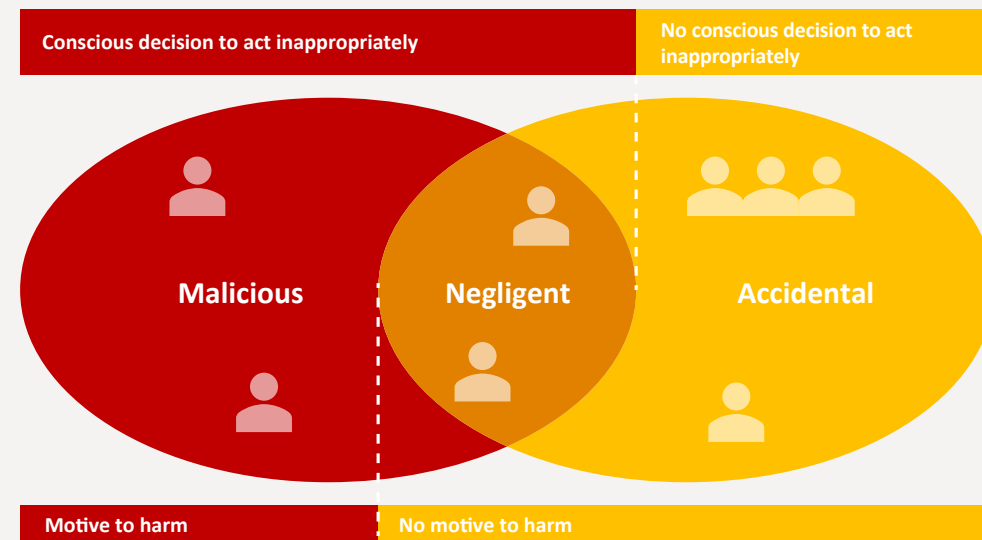 Conscious decision to act inappropriately
No conscious decision to act
inappropriately
Malicious
Negligent
Accidental
Motive to harm
No motive to harm